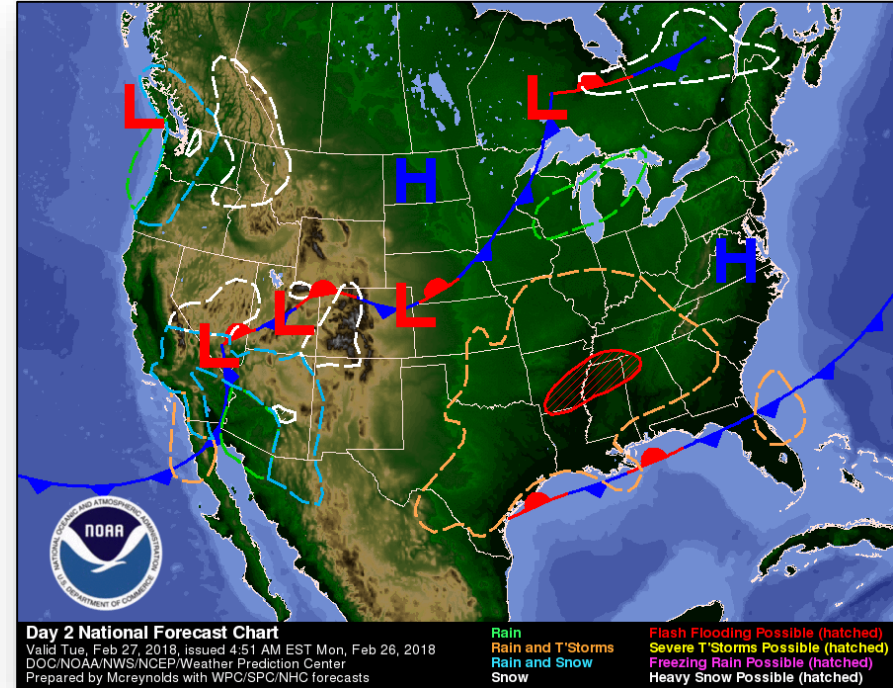 L
L
H
H
L
L
L
NOAA
NATIONAL OCEANIC AND ATMOSPHERIC ADMINISTRATION
U.S. DEPARTMENT OF COMMERCE
Day 2 National Forecast Chart
Valid Tue, Feb 27, 2018, issued 4:51 AM EST Mon, Feb 26, 2018
DOC/NOAA/NWS/NCEP/Weather Prediction Center
Prepared by Mcreynolds with WPC/SPC/NHC forecasts
Rain
Rain and T'Storms
Rain and Snow
Snow
Flash Flooding Possible (hatched)
Severe T'Storms Possible (hatched)
Freezing Rain Possible (hatched)
Heavy Snow Possible (hatched)